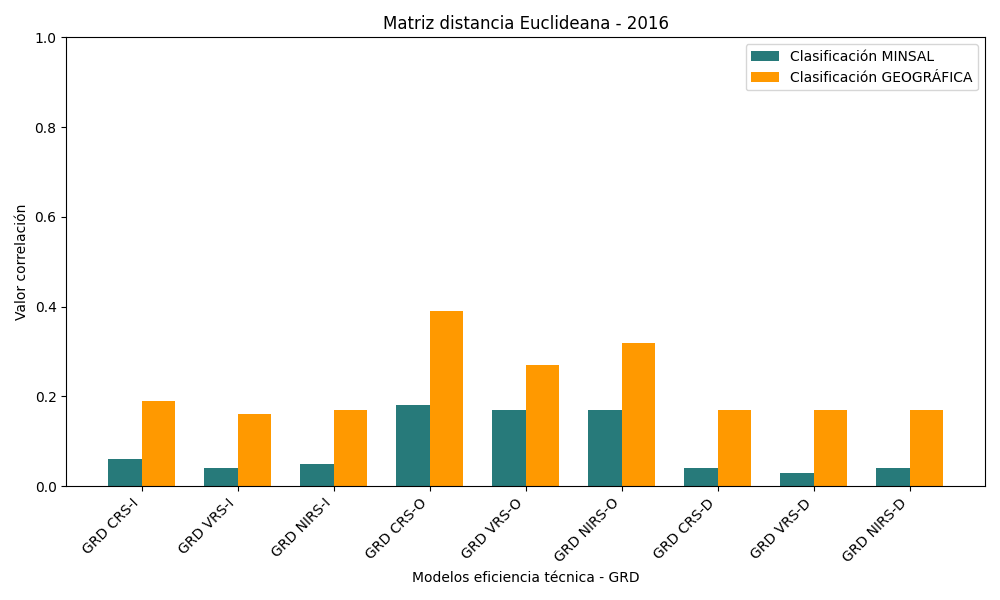 Matriz distancia Euclideana - 2016
Clasificación MINSAL
Clasificación GEOGRÁFICA
Valor correlación
1.0
0.8
0.6
0.4
0.2
0.0
GRD CRS-I
GRD VRS-I
GRD NIRS-I
GRD CRS-O
GRD VRS-O
GRD NIRS-O
GRD CRS-D
GRD VRS-D
GRD NIRS-D
Modelos eficiencia técnica - GRD